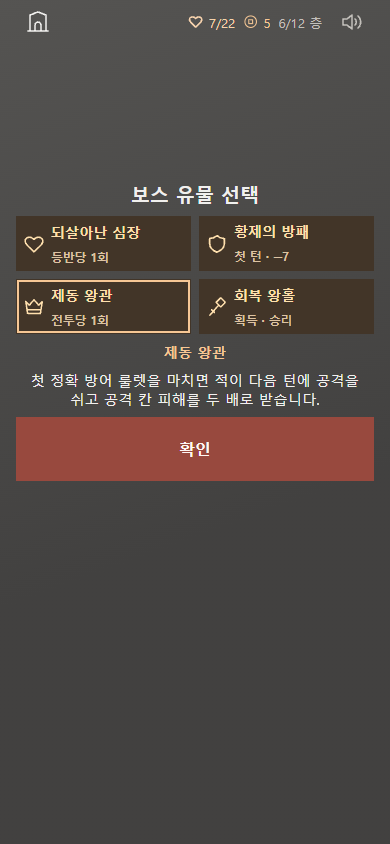 7/22 5 6/12 층
보스 유물 선택
되살아난 심장
등반당 1회
황제의 방패
첫 턴 · −7
제동 왕관
전투당 1회
회복 왕홀
획득 · 승리
제동 왕관
첫 정확 방어 룰렛을 마치면 적이 다음 턴에 공격을
쉬고 공격 칸 피해를 두 배로 받습니다.
확인